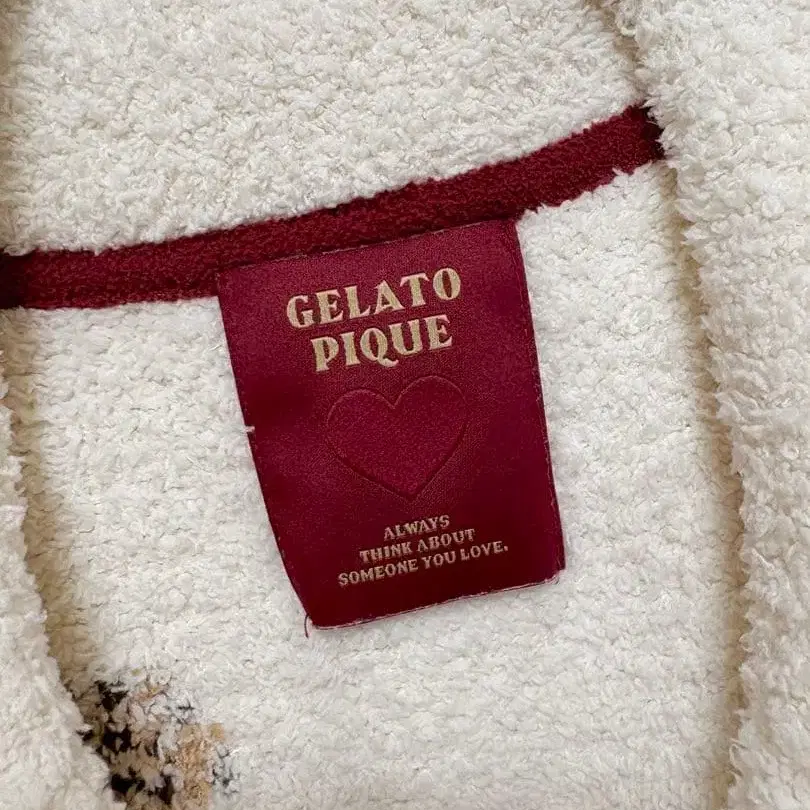 GELATO
PIQUE
ALWAYS
THINK ABOUT
SOMEONE YOU LOVE.